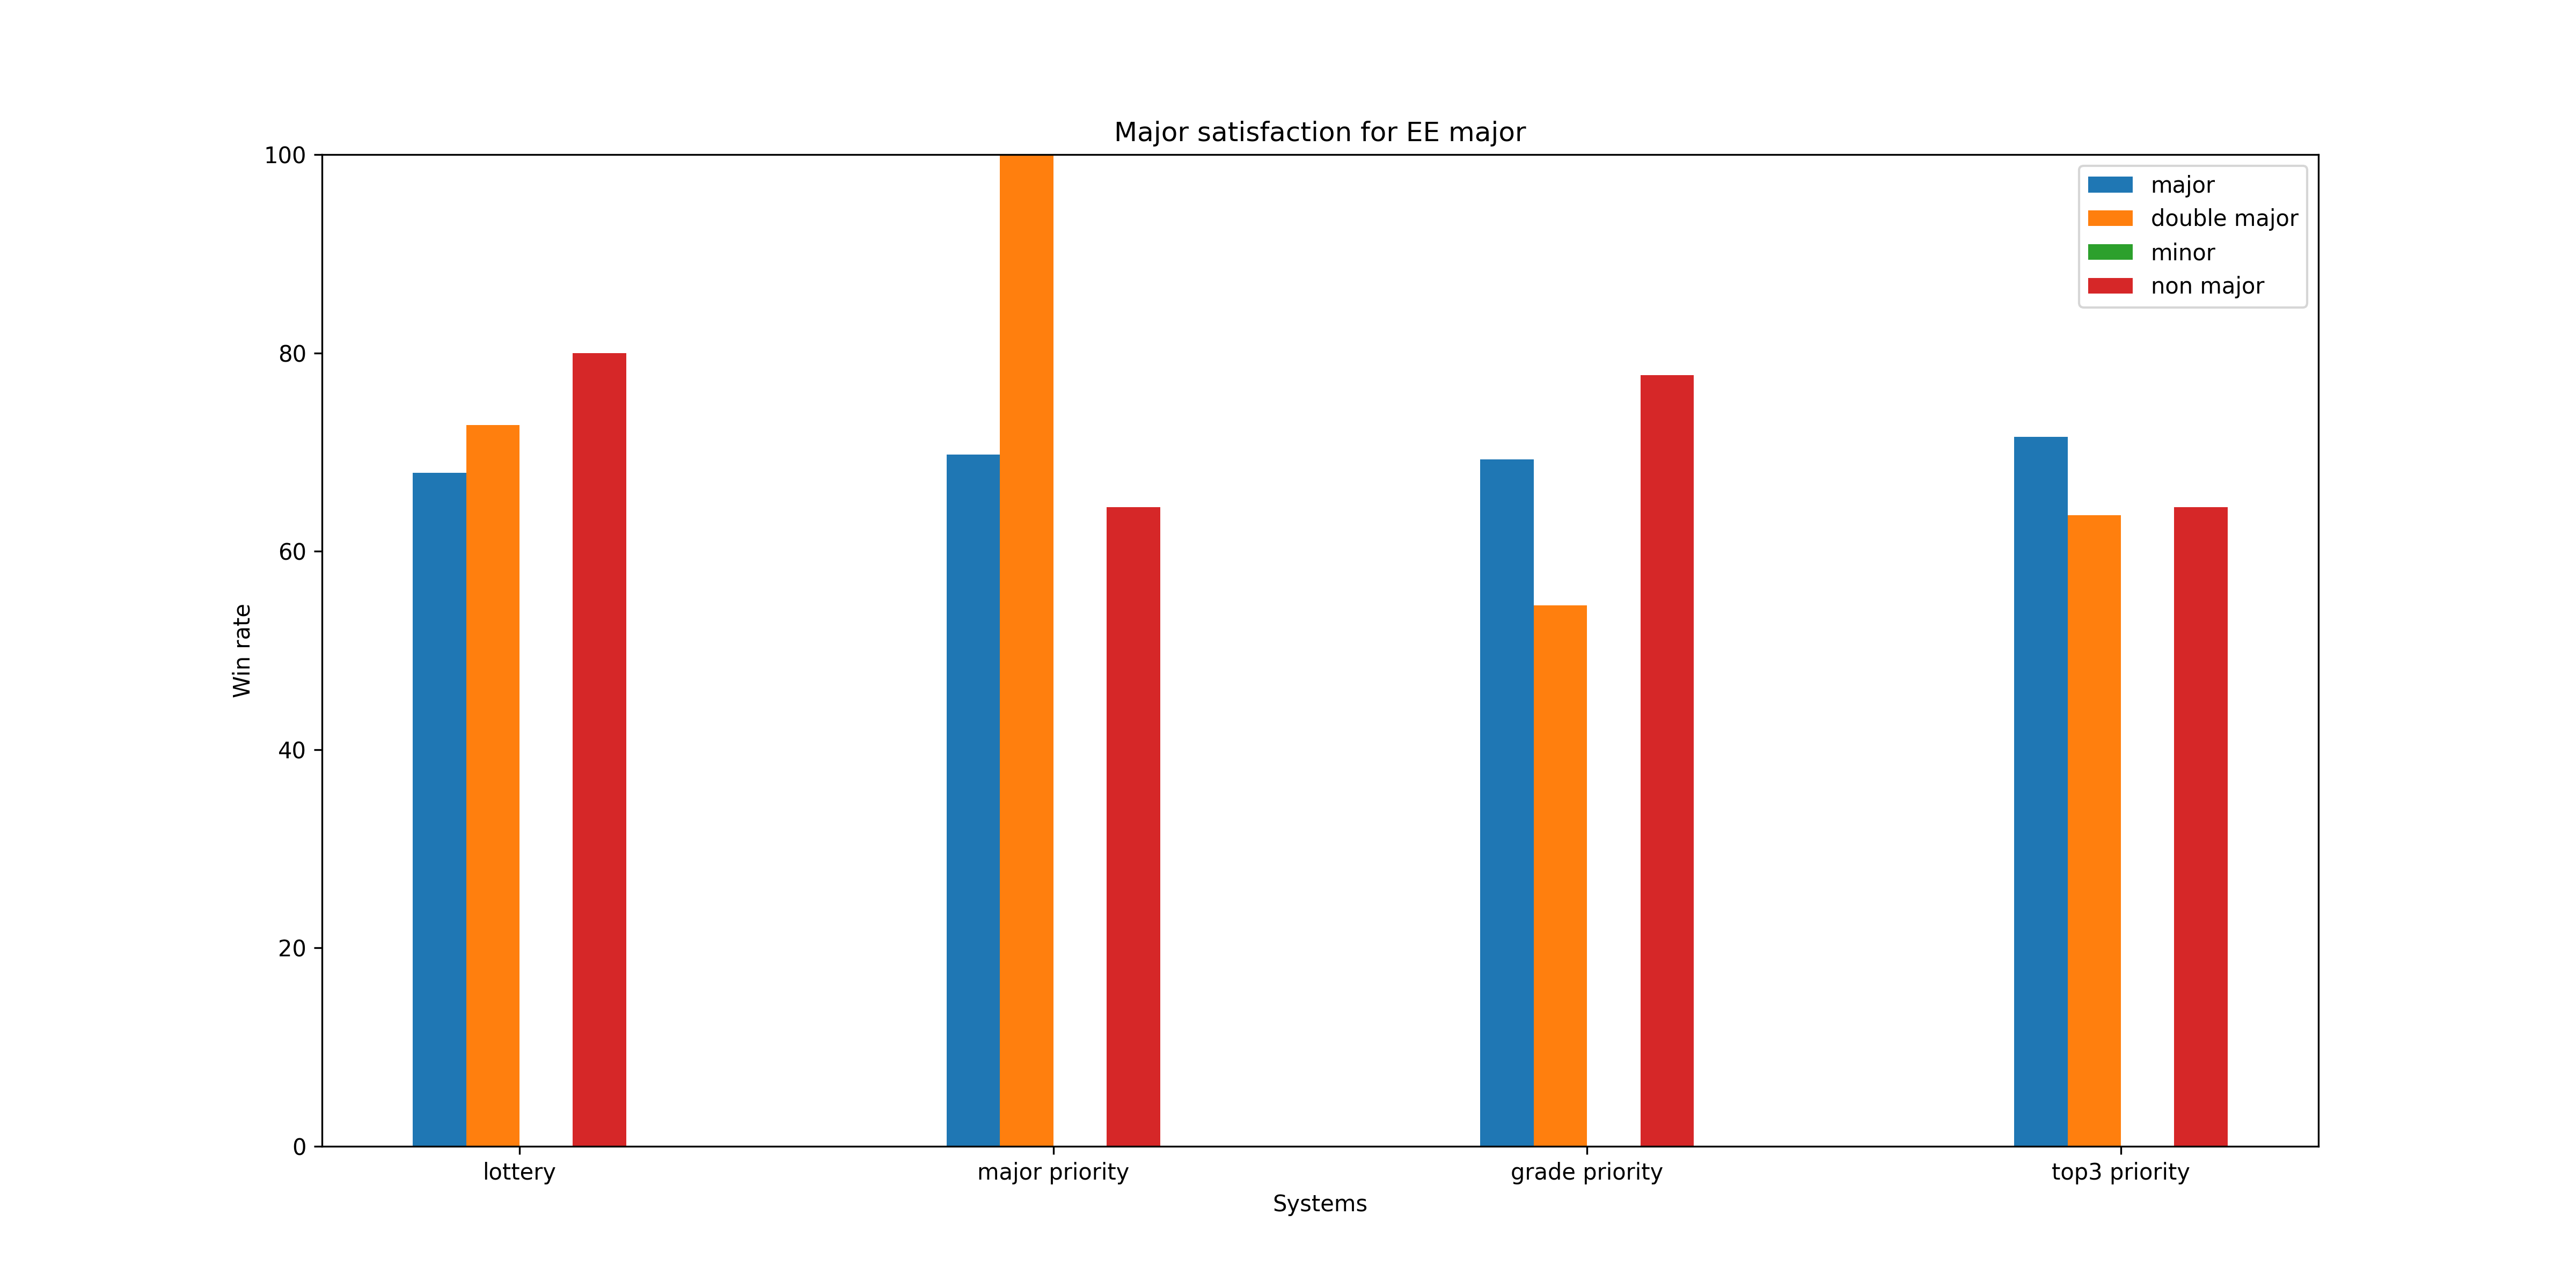 Major satisfaction for EE major
100
80
60
40
20
0
Win rate
major
double major
minor
non major
lottery
major priority
grade priority
top3 priority
Systems